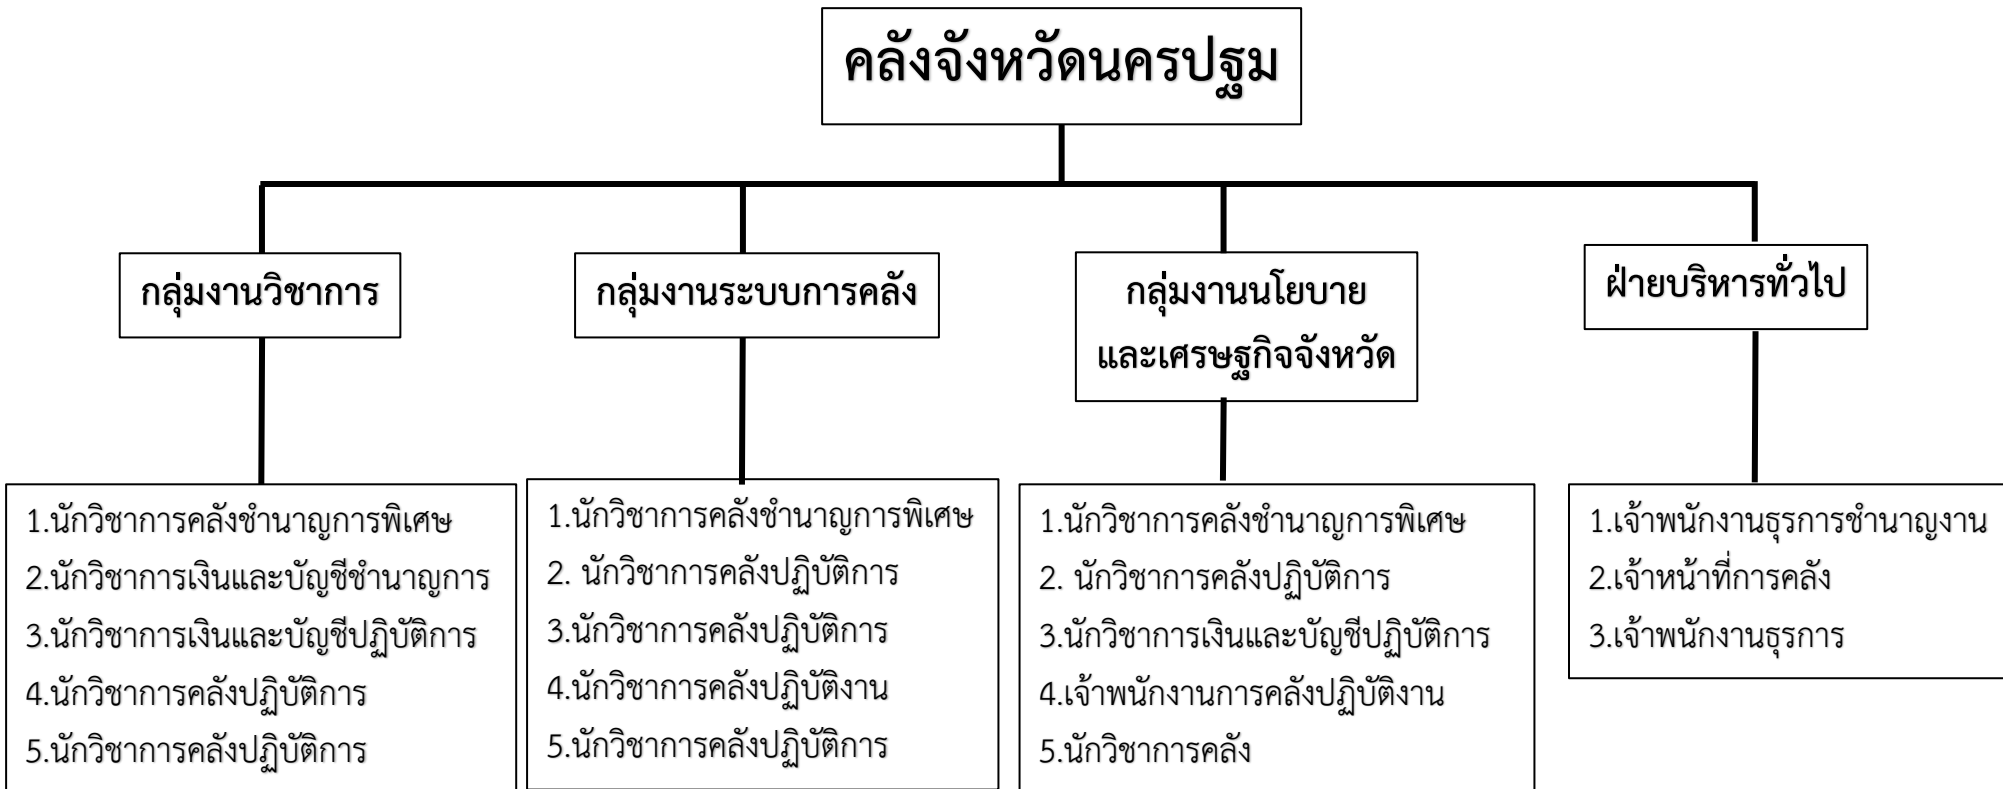 คลังจังหวัดนครปฐม
กลุ่มงานวิชาการ
1.นักวิชาการคลังชำนาญการพิเศษ
2.นักวิชาการเงินและบัญชีชำนาญการ
3.นักวิชาการเงินและบัญชีปฏิบัติการ
4.นักวิชาการคลังปฏิบัติการ
5.นักวิชาการคลังปฏิบัติการ
กลุ่มงานระบบการคลัง
1.นักวิชาการคลังชำนาญการพิเศษ
2. นักวิชาการคลังปฏิบัติการ
3.นักวิชาการคลังปฏิบัติการ
4.นักวิชาการคลังปฏิบัติงาน
5.นักวิชาการคลังปฏิบัติการ
กลุ่มงานนโยบาย
และเศรษฐกิจจังหวัด
1.นักวิชาการคลังชำนาญการพิเศษ
2. นักวิชาการคลังปฏิบัติการ
3.นักวิชาการเงินและบัญชีปฏิบัติการ
4.เจ้าพนักงานการคลังปฏิบัติงาน
5.นักวิชาการคลัง
ฝ่ายบริหารทั่วไป
1.เจ้าพนักงานธุรการชำนาญงาน
2.เจ้าหน้าที่การคลัง
3.เจ้าพนักงานธุรการ